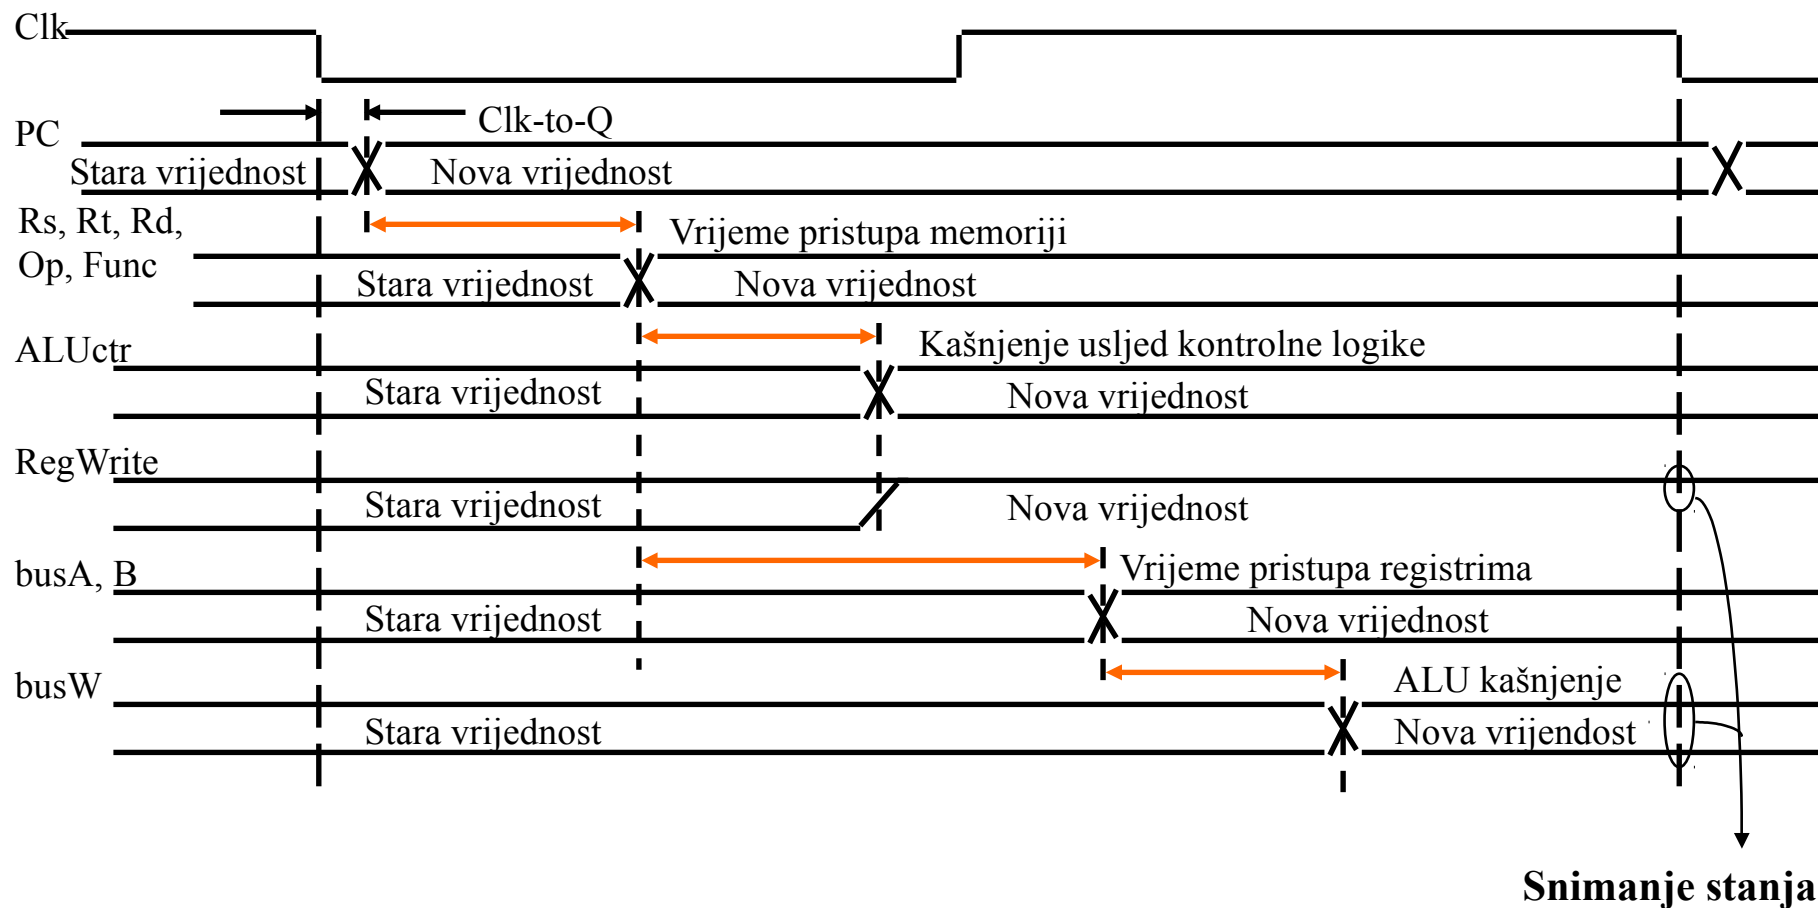 Clk
Clk-to-Q
PC
Stara vrijednost
Nova vrijednost
Rs, Rt, Rd,
Op, Func
Vrijeme pristupa memoriji
Stara vrijednost
Nova vrijednost
ALUctr
Kašnjenje usljed kontrolne logike
Stara vrijednost
Nova vrijednost
RegWrite
Stara vrijednost
Nova vrijednost
busA, B
Vrijeme pristupa registrima
Stara vrijednost
Nova vrijednost
busW
ALU kašnjenje
Stara vrijednost
Nova vrijendost
Snimanje stanja